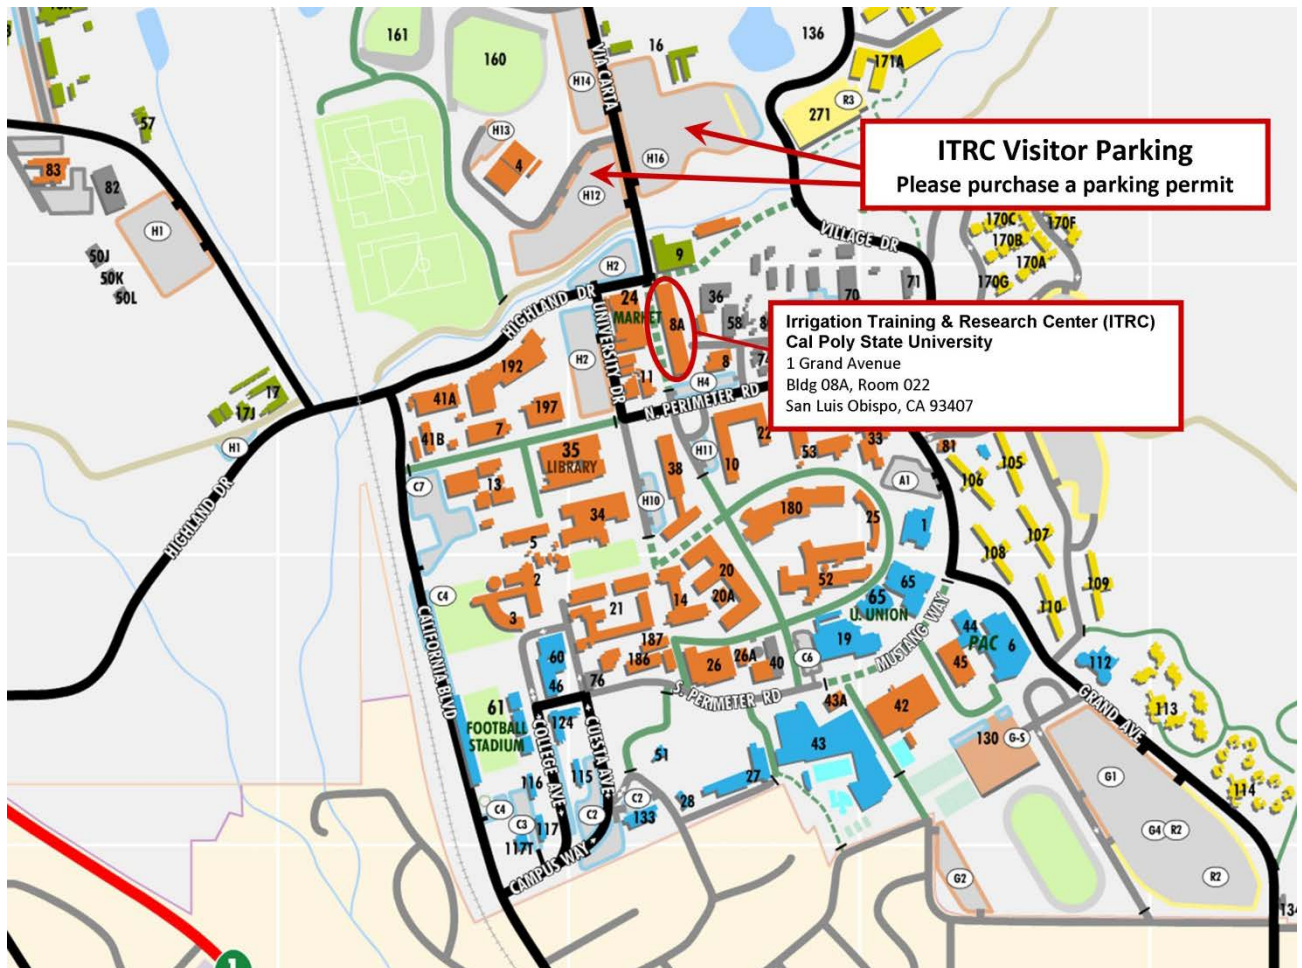 161
160
VIA CARTA
H14
16
136
171A
R3
271
57
H13
4
H16
H12
ITRC Visitor Parking
Please purchase a parking permit
83
82
H1
50J
50K
50L
VILLAGE DR
170C
170F
170B
170A
170G
9
H2
HIGHLAND DR
24
MARKET
UNIVERSITY DR
8A
36
58
70
71
Irrigation Training & Research Center (ITRC)
Cal Poly State University
1 Grand Avenue
Bldg 08A, Room 022
San Luis Obispo, CA 93407
192
H2
11
8
H4
N. PERIMETER RD
17
17J
H1
41A
197
7
41B
22
10
H11
53
33
81
35
LIBRARY
38
A1
106
105
C7
13
H10
HIGHLAND DR
34
180
25
1
107
108
5
2
20
20A
52
65
65
U. UNION
109
110
C4
3
21
14
CALIFORNIA BLVD
187
186
19
MUSTANG WAY
44
PAC
6
45
112
60
46
76
26
26A
40
C6
S. PERIMETER RD
43A
42
GRAND AVE
113
61
FOOTBALL
STADIUM
124
COLLEGE AVE
CUESTA AVE
51
43
130
G-S
116
115
27
G1
114
C4
C3
C2
C2
28
133
117
117T
CAMPUS WAY
G4
R2
G2
R2
134
1